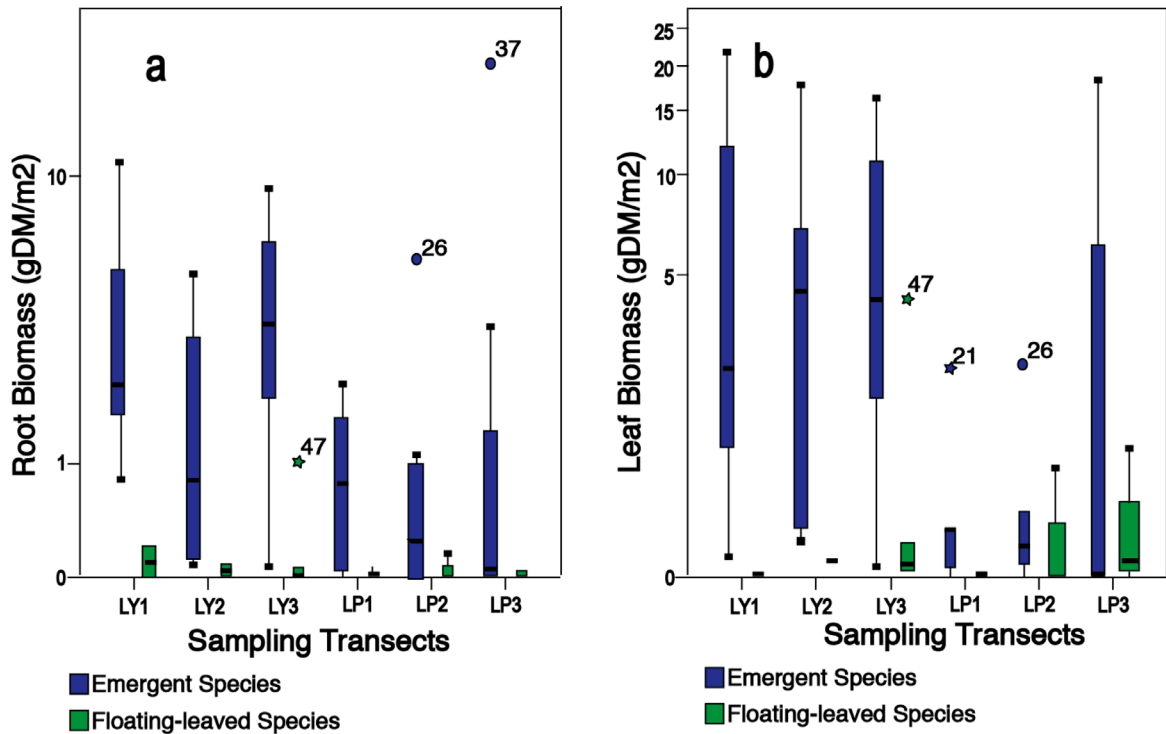 a
37
10
26
47
1
0
Root Biomass (gDM/m2)
LY1 LY2 LY3 LP1 LP2 LP3
Sampling Transects
Emergent Species
Floating-leaved Species
b
25
20
15
10
5
0
47
21
26
Leaf Biomass (gDM/m2)
LY1 LY2 LY3 LP1 LP2 LP3
Sampling Transects
Emergent Species
Floating-leaved Species